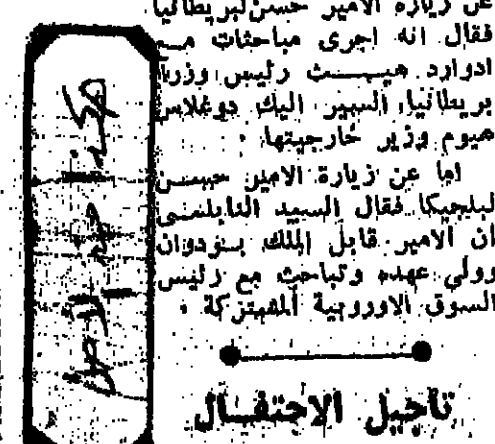 عن زيارة الامير حسن لبريطانيا
فقال انه اجرى مباحثات مع
ادوارد هيث رئيس وزرا
بريطانيا السير اليك دوغلاس
هيوم وزير خارجيتها .
اما عن زيارة الامير حسن
لبلجيكا فقال السيد النابلسي
ان الامير قابل الملك بودوان
وولي عهده وتباحث مع رئيس
السوق الاوروبية المشتركة .
تاجيل الاحتفال